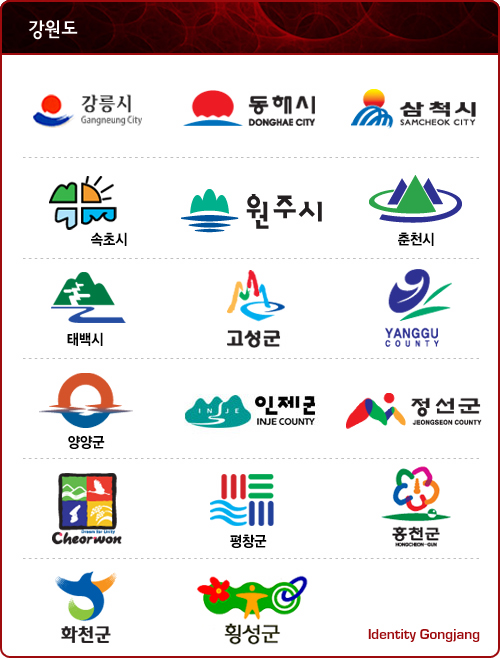 강원도
강릉시
Gangneung City
동해시
DONGHAE CITY
삼척시
SAMCHEOK CITY
속초시
원주시
춘천시
태백시
고성군
YANGGU
COUNTY
양양군
INJE
인제군
INJE COUNTY
정선군
JEONGSEON COUNTY
Dream for Unity
Cheorwon
평창군
홍천군
HONGCHEON-GUN
화천군
횡성군
Identity Gongjang